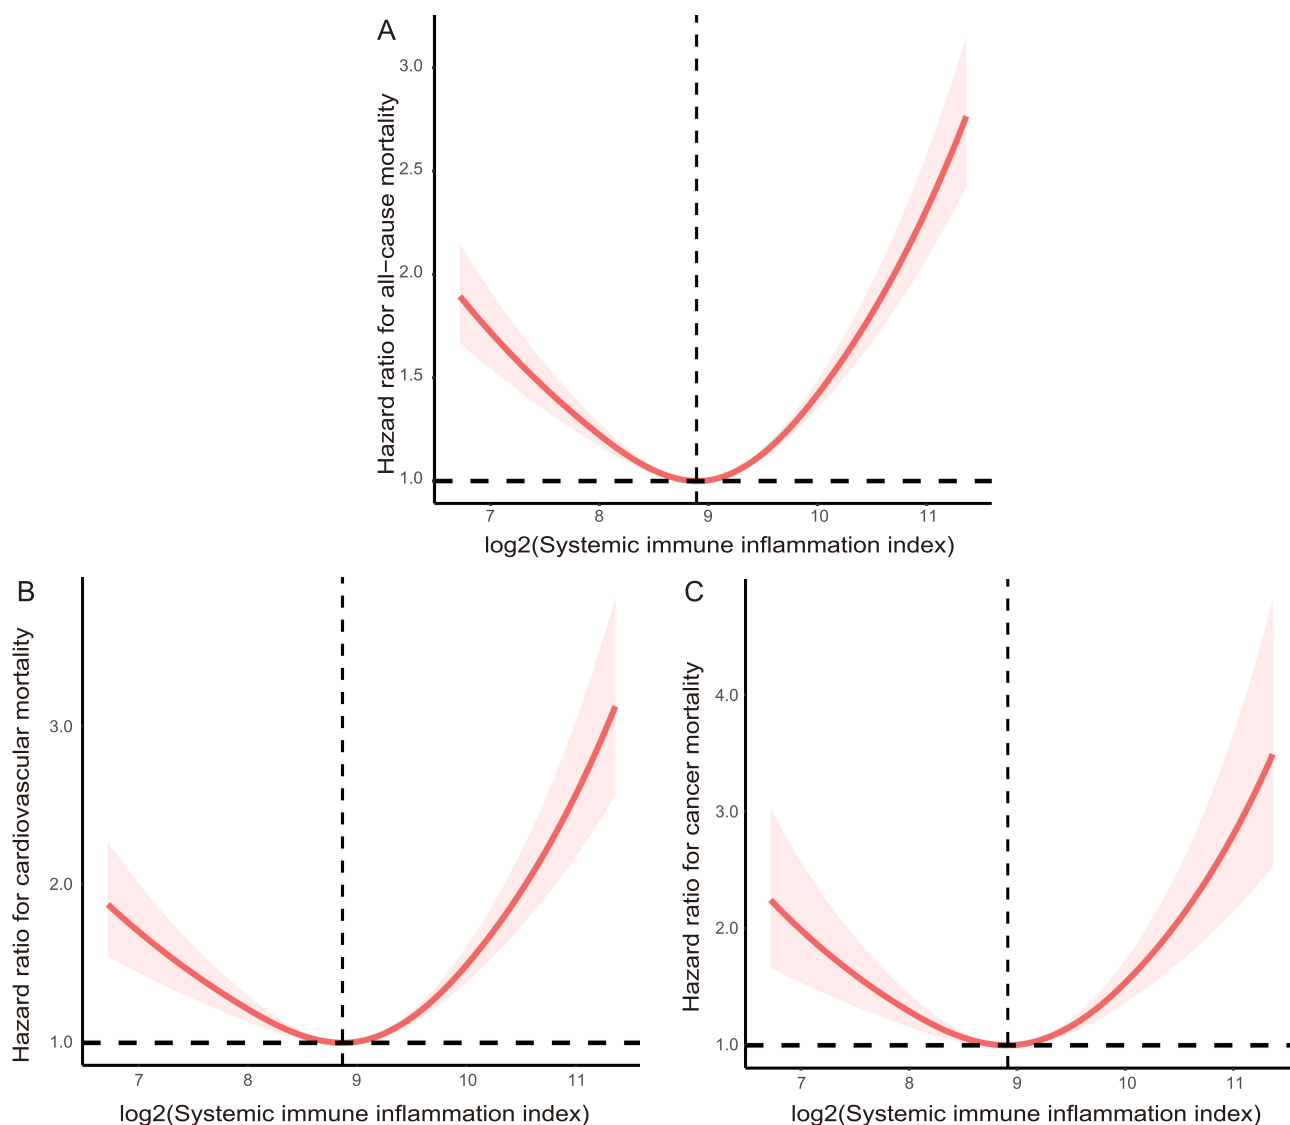 A
Hazard ratio for all−cause mortality
3.0
2.5
2.0
1.5
1.0
7 8 9 10 11
log2(Systemic immune inflammation index)
B
Hazard ratio for cardiovascular mortality
3.0
2.0
1.0
7 8 9 10 11
log2(Systemic immune inflammation index)
C
Hazard ratio for cancer mortality
4.0
3.0
2.0
1.0
7 8 9 10 11
log2(Systemic immune inflammation index)